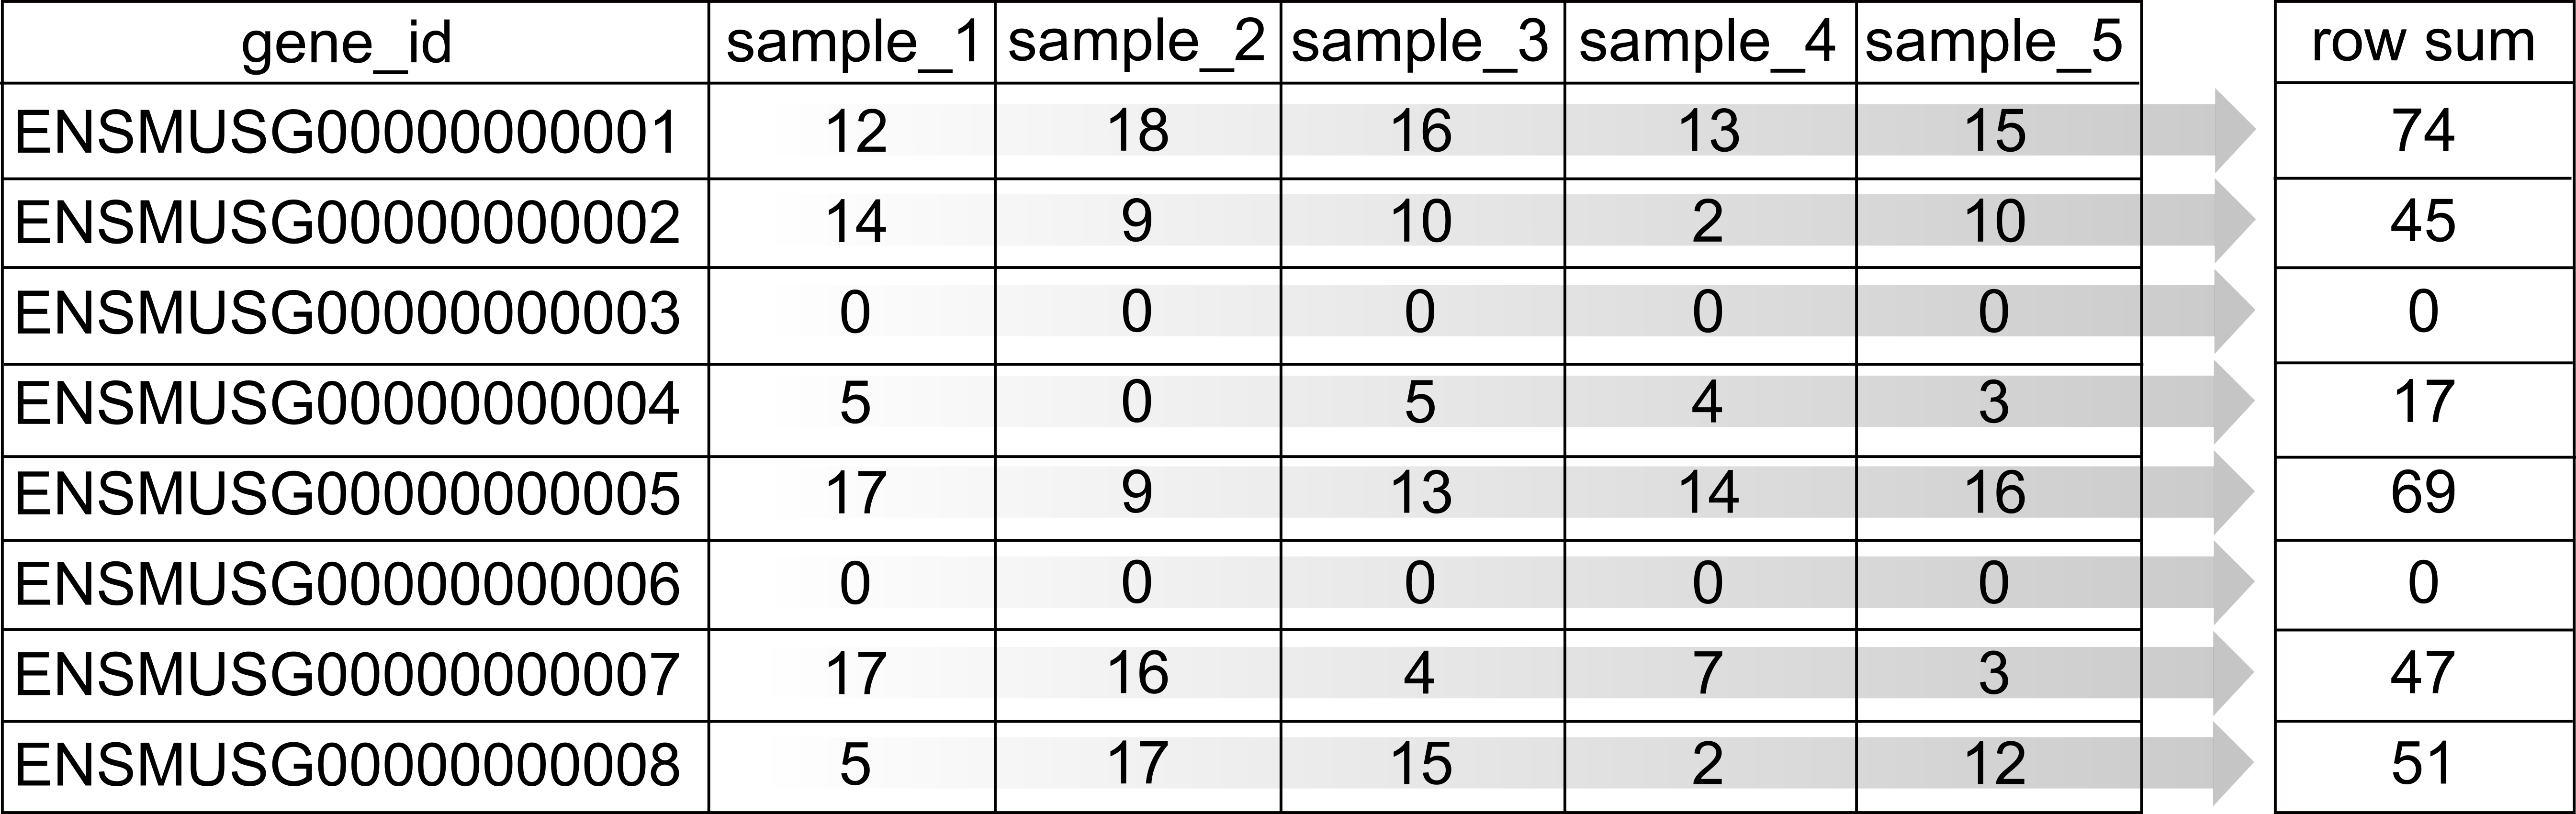 gene_id sample_1 sample_2 sample_3 sample_4 sample_5 row sum
ENSMUSG00000000001 12 18 16 13 15 74
ENSMUSG00000000002 14 9 10 2 10 45
ENSMUSG00000000003 0 0 0 0 0 0
ENSMUSG00000000004 5 0 5 4 3 17
ENSMUSG00000000005 17 9 13 14 16 69
ENSMUSG00000000006 0 0 0 0 0 0
ENSMUSG00000000007 17 16 4 7 3 47
ENSMUSG00000000008 5 17 15 2 12 51